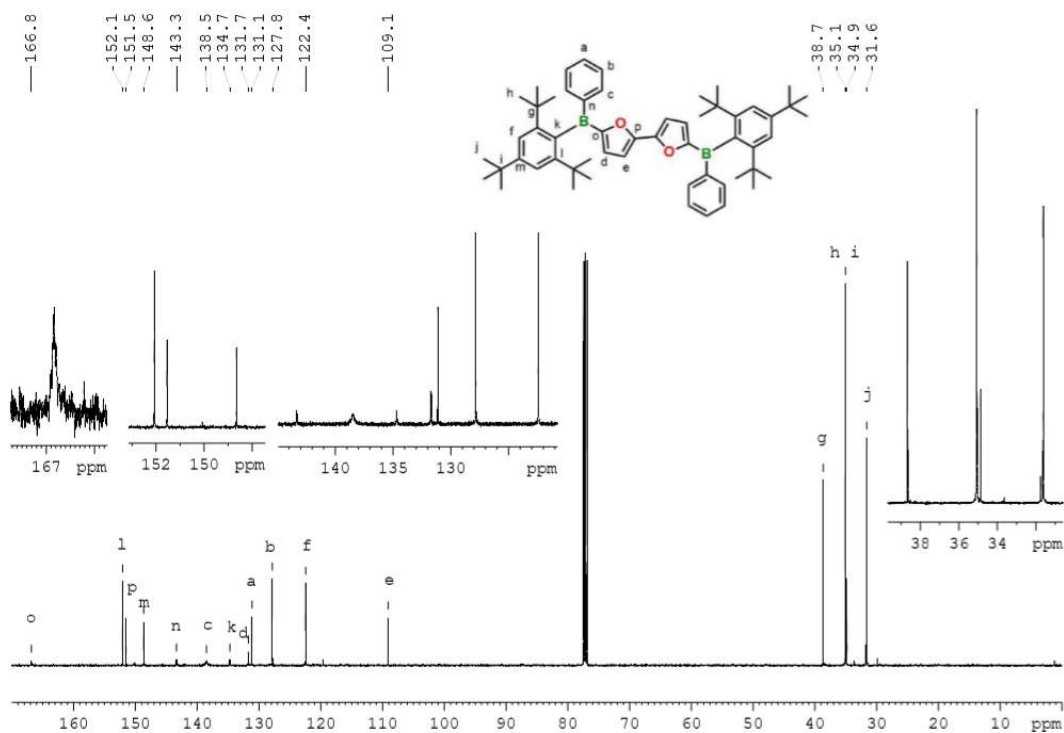 166.8
152.1
151.5
148.6
143.3
138.5
134.7
131.7
131.1
127.8
122.4
109.1
38.7
35.1
34.9
31.6
a
b
h
c
n
g
B
O
k
p
f
o
j
l
O
B
d
e
m
i
h i
j
g
167 ppm
152 150 ppm
140 135 130 ppm
38 36 34 ppm
l
b
f
p
a
e
m
o
n
c
k
d
160 150 140 130 120 110 100 90 80 70 60 50 40 30 20 10 ppm